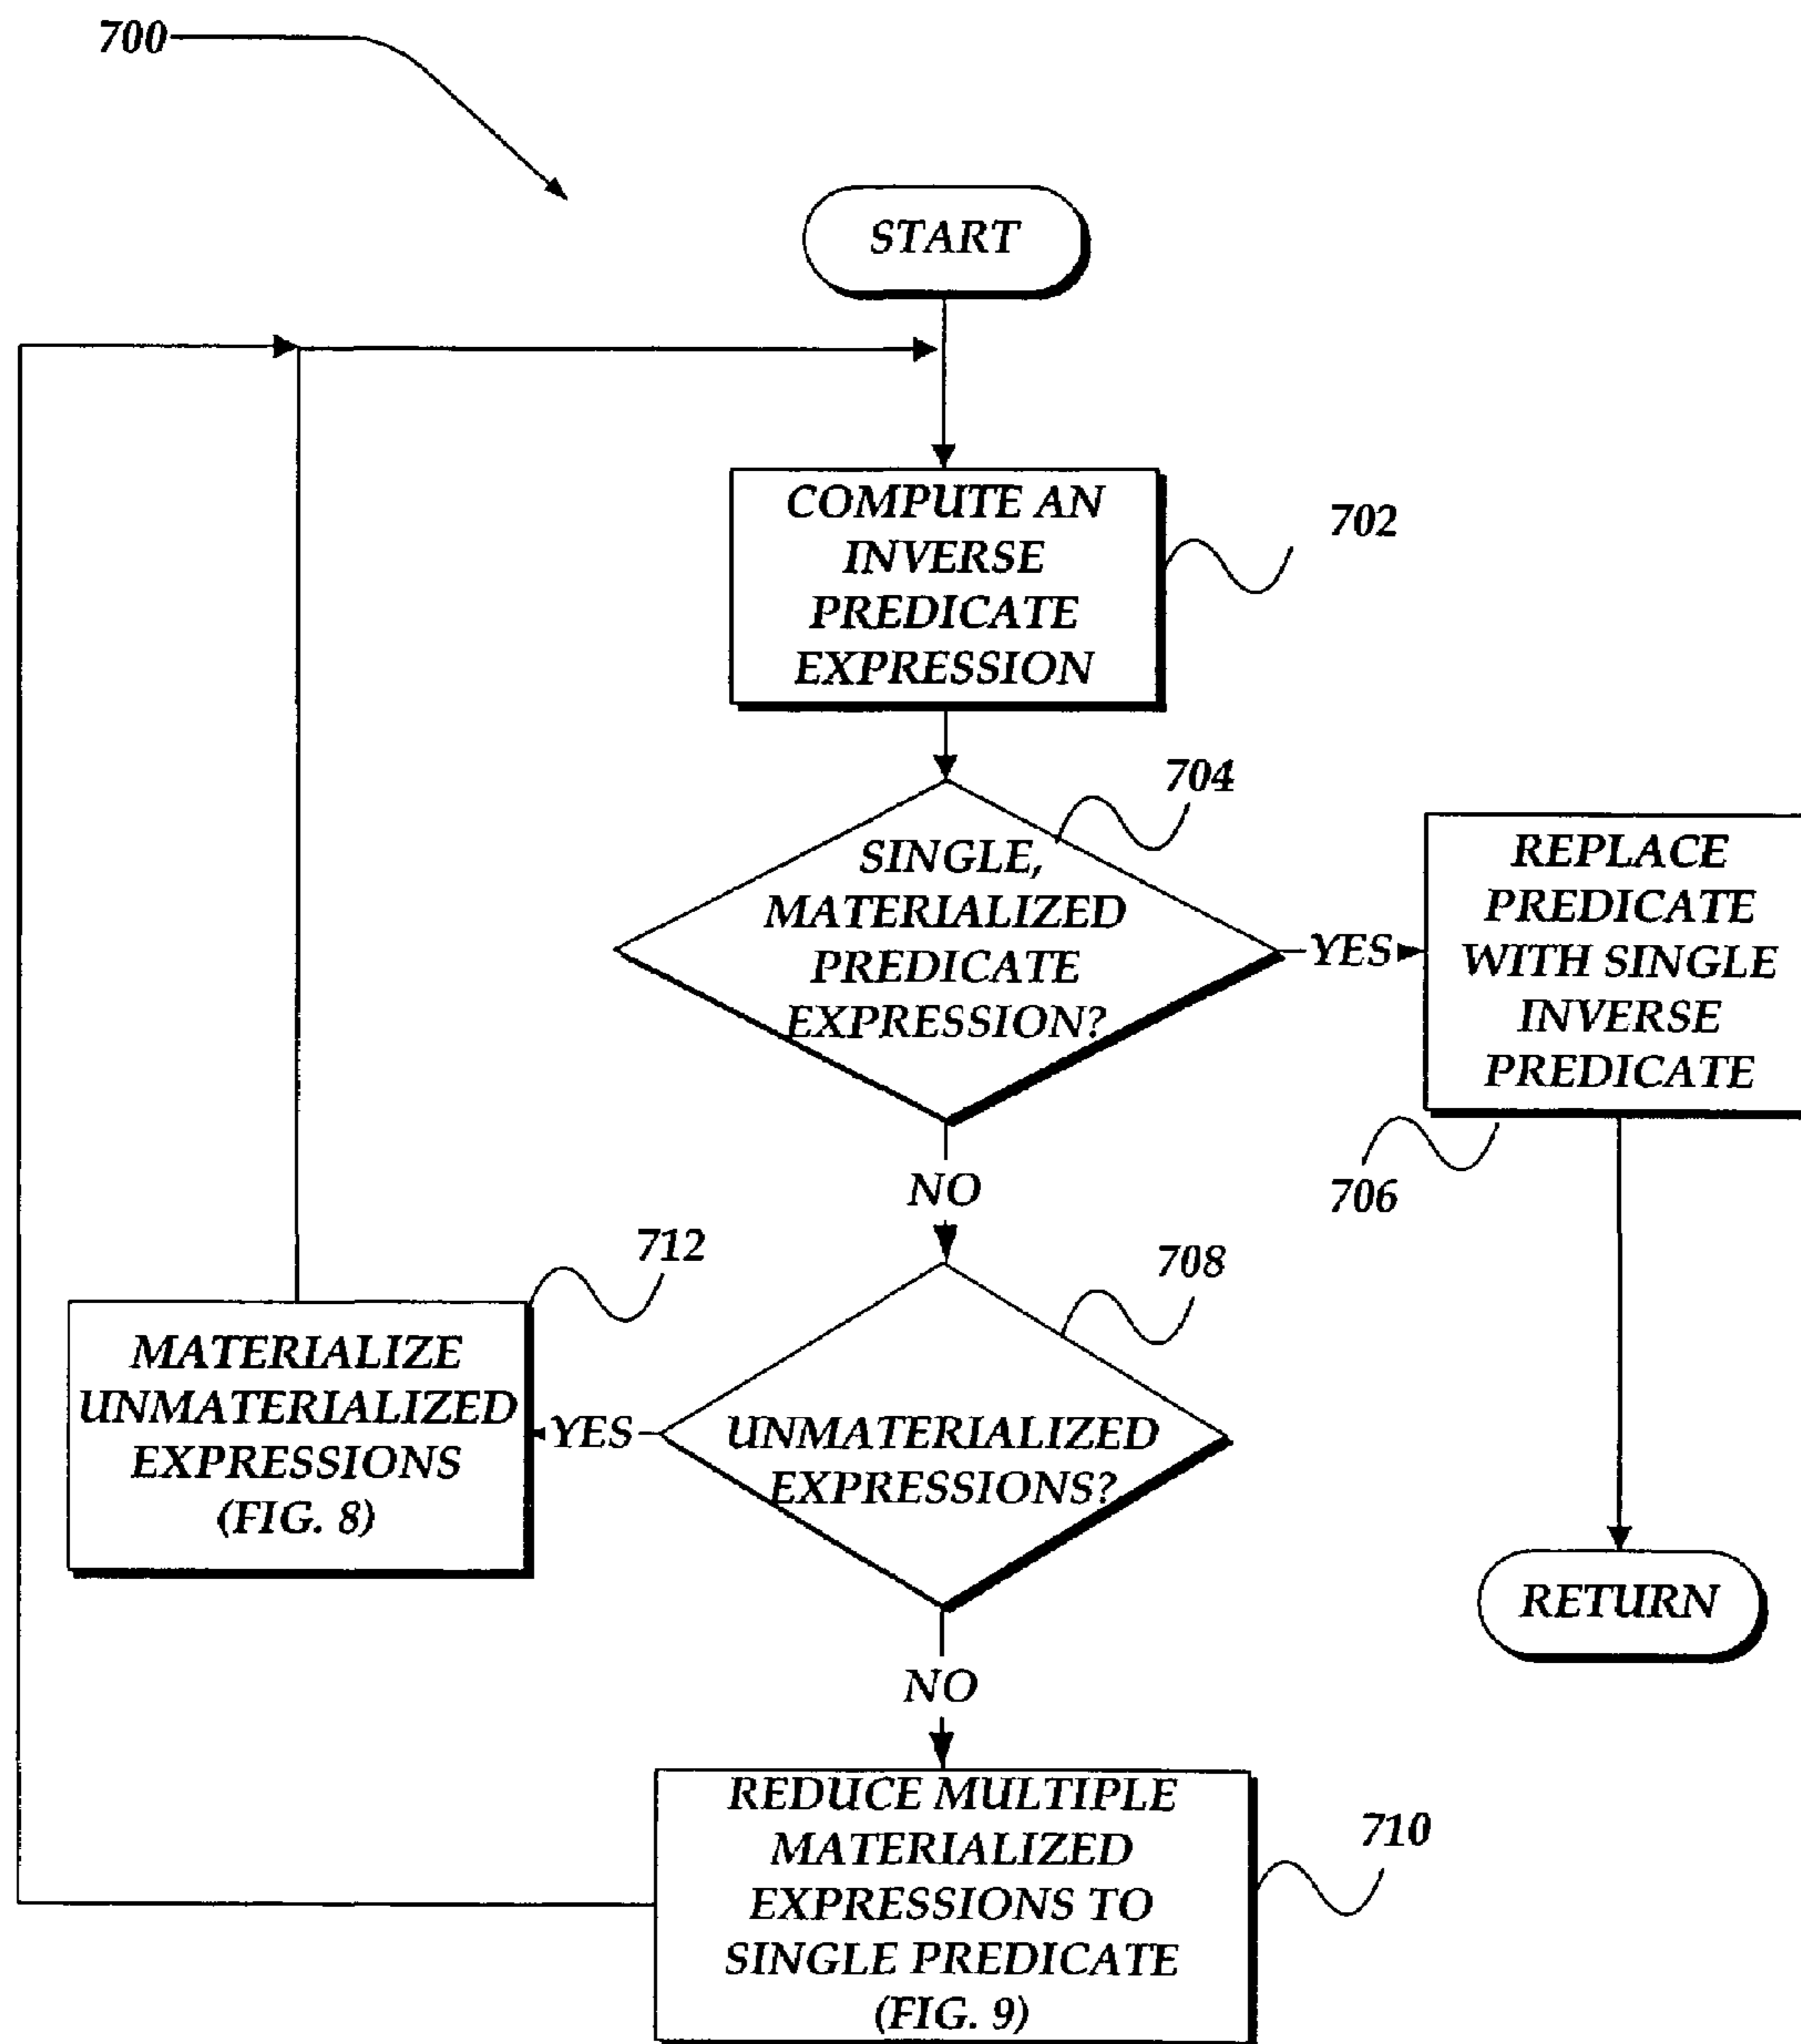 700
START
COMPUTE AN
INVERSE
PREDICATE
EXPRESSION
702
704
SINGLE,
MATERIALIZED
PREDICATE
EXPRESSION?
YES
REPLACE
PREDICATE
WITH SINGLE
INVERSE
PREDICATE
706
NO
712
708
MATERIALIZE
UNMATERIALIZED
EXPRESSIONS
(FIG. 8)
YES
UNMATERIALIZED
EXPRESSIONS?
RETURN
NO
REDUCE MULTIPLE
MATERIALIZED
EXPRESSIONS TO
SINGLE PREDICATE
(FIG. 9)
710